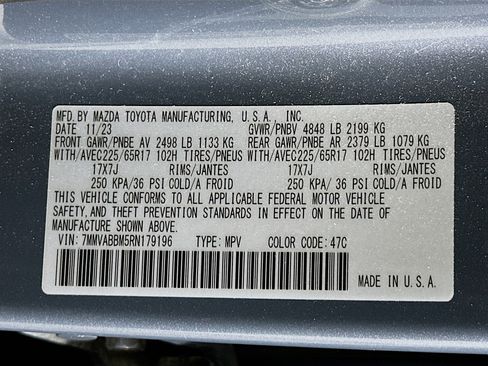 MFD. BY MAZDA TOYOTA MANUFACTURING, U.S.A., INC.
DATE 11/23 GVWR/PNBV 4848 LB 2199 KG
FRONT GAWR/PNBE AV 2498 LB 1133 KG REAR GAWR/PNBE AR 2379 LB 1079 KG
WITH/AVEC225/65R17 102H TIRES/PNEUS WITH/AVEC225/65R17 102H TIRES/PNEUS
17X7J RIMS/JANTES 17X7J RIMS/JANTES
250 KPA/36 PSI COLD/A FROID 250 KPA/36 PSI COLD/A FROID
THIS VEHICLE CONFORMS TO ALL APPLICABLE FEDERAL MOTOR VEHICLE
SAFETY, AND THEFT PREVENTION STANDARDS IN EFFECT ON THE DATE OF
MANUFACTURE SHOWN ABOVE.
VIN: 7MMVABBM5RN179196 TYPE: MPV COLOR CODE: 47C
MADE IN U.S.A.